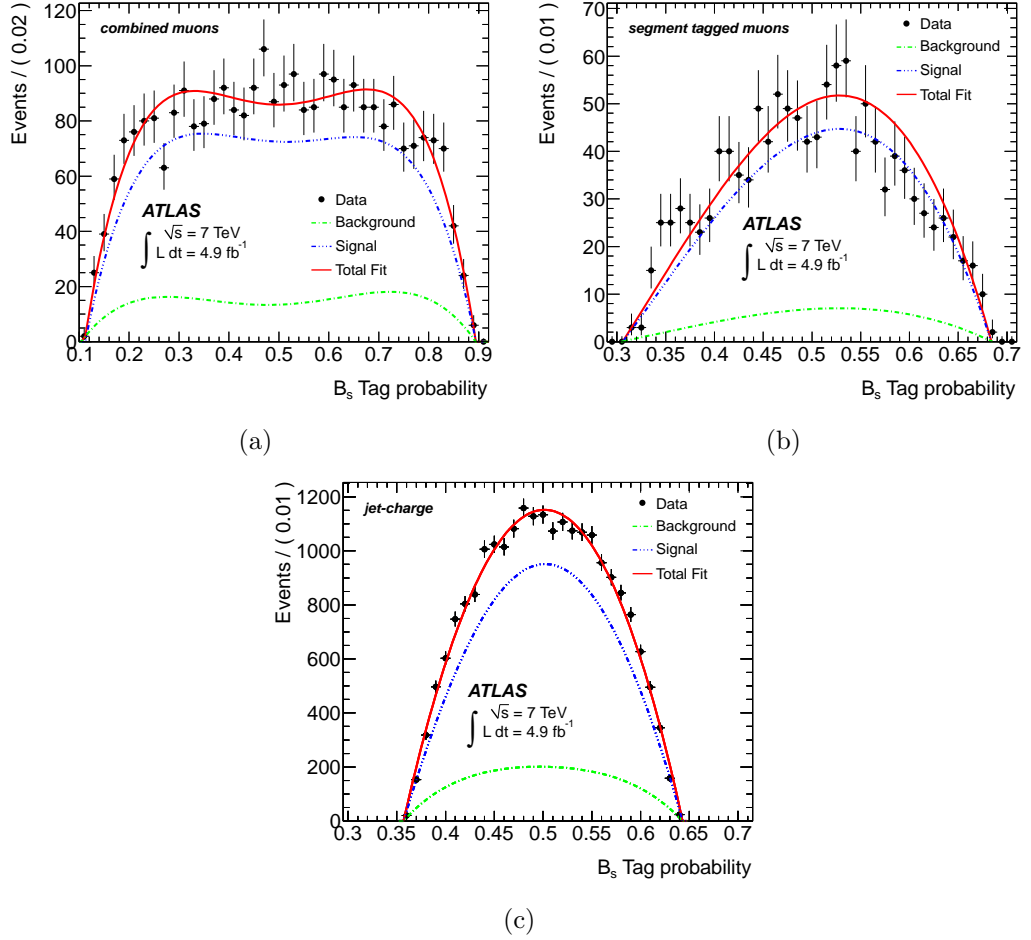 Events / ( 0.02 )
120
100
80
60
40
20
0
combined muons
ATLAS
√s = 7 TeV
∫ L dt = 4.9 fb⁻¹
Data
Background
Signal
Total Fit
0.1 0.2 0.3 0.4 0.5 0.6 0.7 0.8 0.9
Bₛ Tag probability
(a)
Events / ( 0.01 )
70
60
50
40
30
20
10
0
segment tagged muons
Data
Background
Signal
Total Fit
ATLAS
√s = 7 TeV
∫ L dt = 4.9 fb⁻¹
0.3 0.35 0.4 0.45 0.5 0.55 0.6 0.65 0.7
Bₛ Tag probability
(b)
Events / ( 0.01 )
1200
1000
800
600
400
200
0
jet-charge
Data
Background
Signal
Total Fit
ATLAS
√s = 7 TeV
∫ L dt = 4.9 fb⁻¹
0.3 0.35 0.4 0.45 0.5 0.55 0.6 0.65 0.7
Bₛ Tag probability
(c)